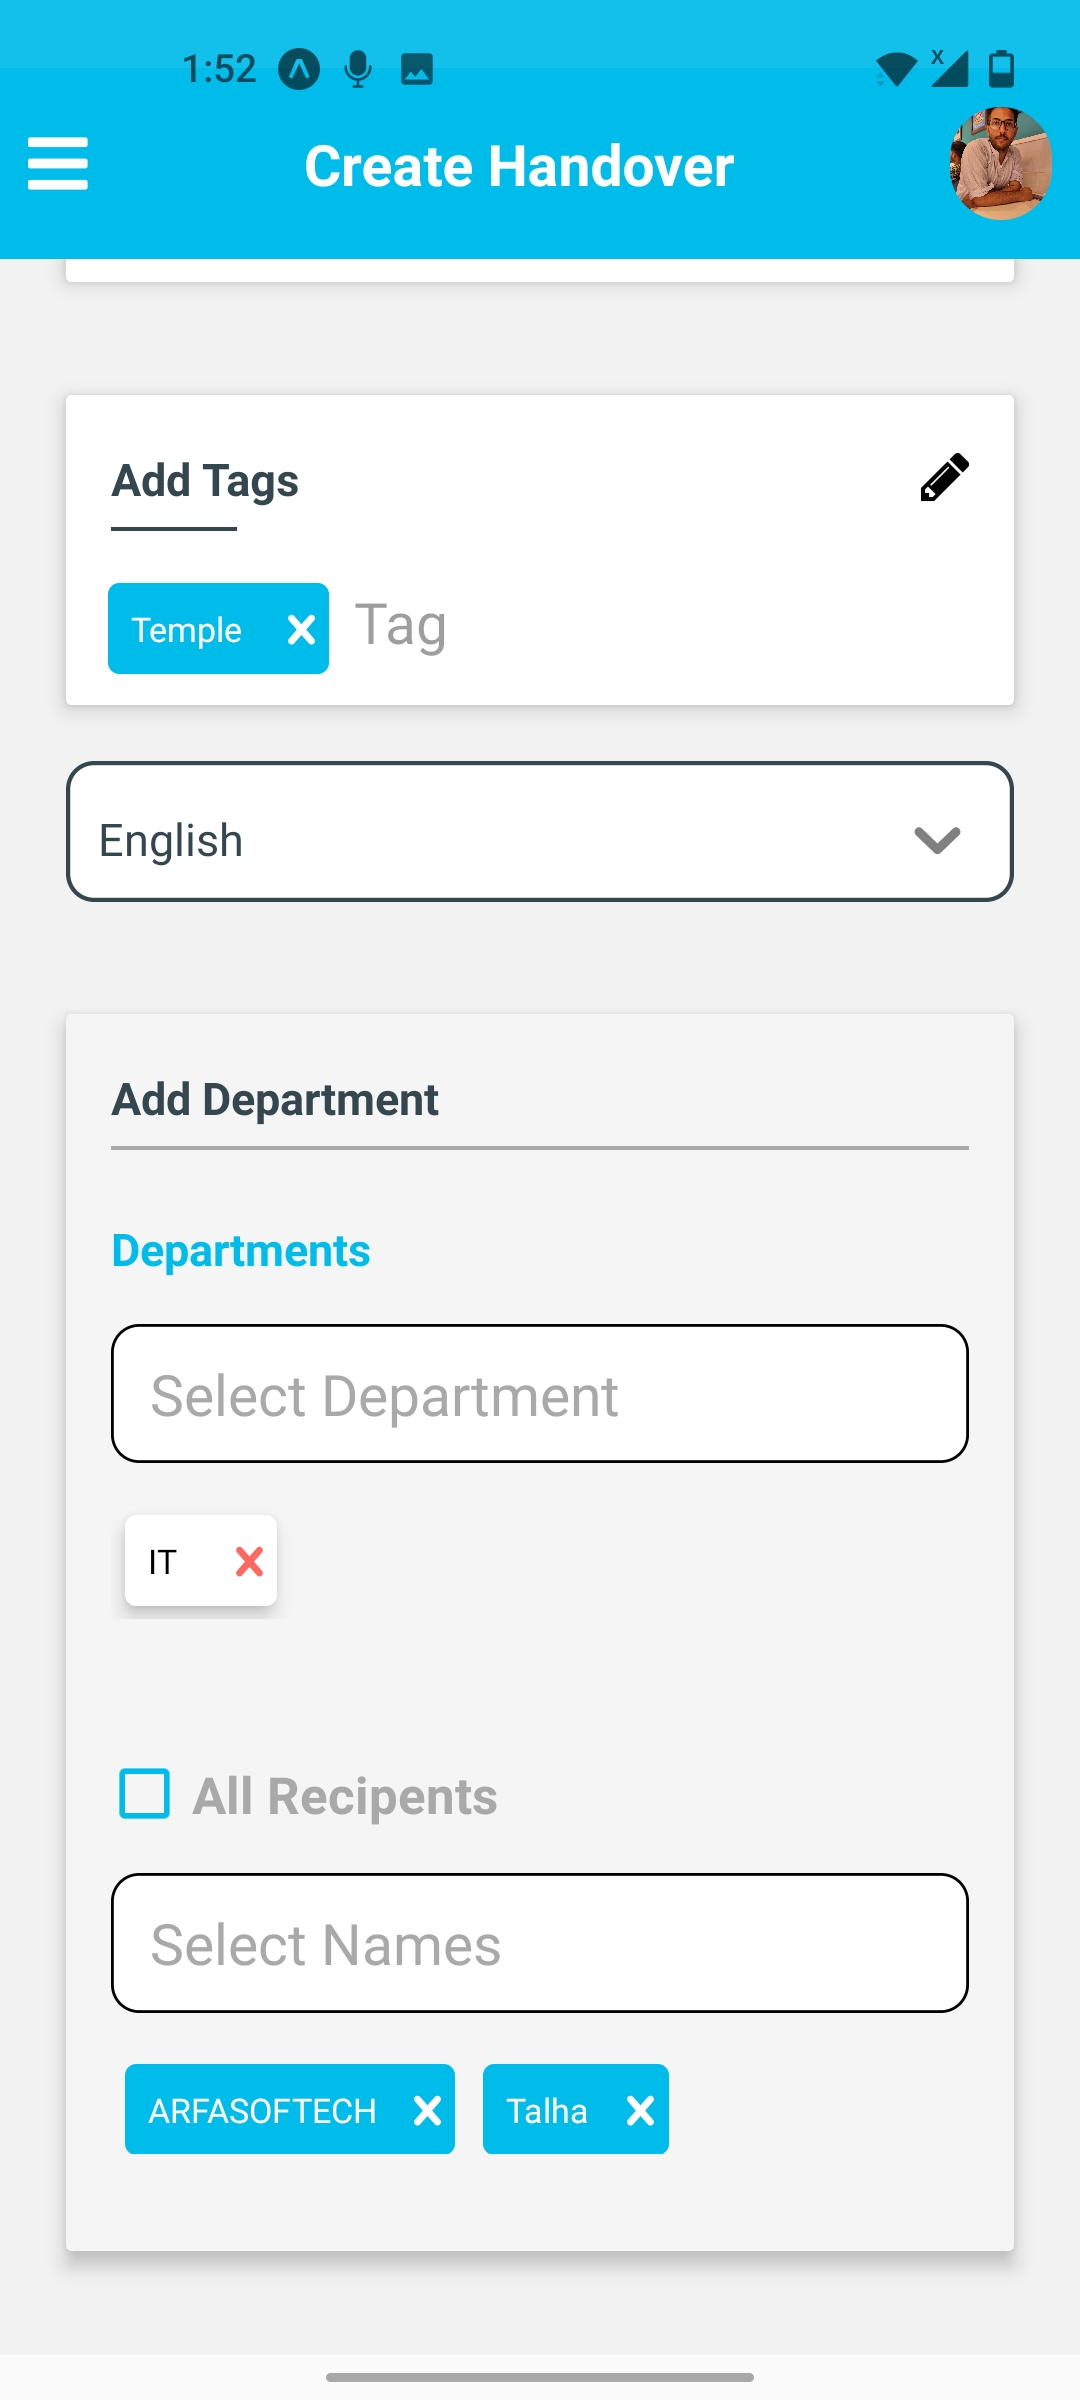 1:52
Create Handover
Add Tags
Temple
Tag
English
Add Department
Departments
Select Department
IT
All Recipents
Select Names
ARFASOFTECH Talha